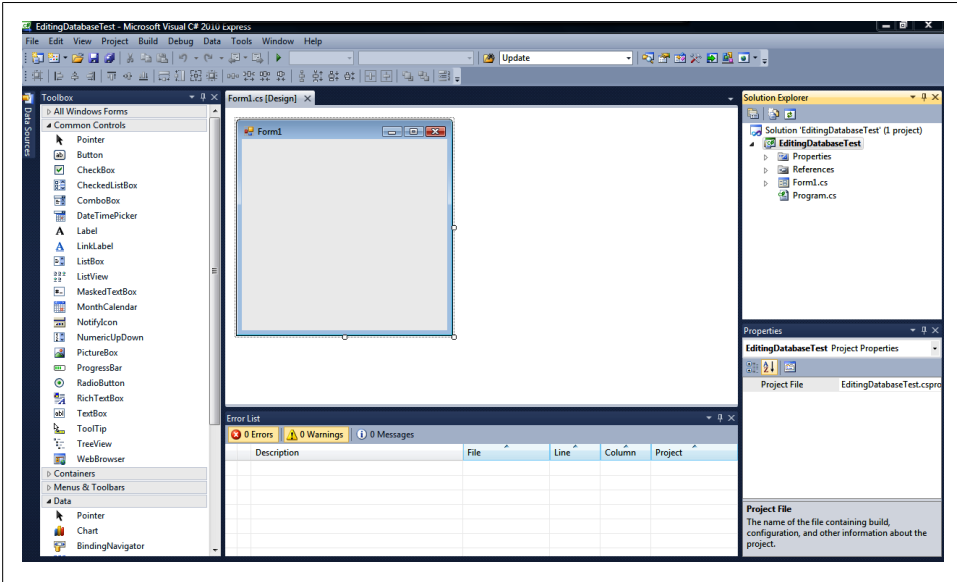 EditingDatabaseTest - Microsoft Visual C# 2010 Express
File Edit View Project Build Debug Data Tools Window Help
Update
Data Sources
Toolbox
All Windows Forms
Common Controls
Pointer
Button
CheckBox
CheckedListBox
ComboBox
DateTimePicker
Label
LinkLabel
ListBox
ListView
MaskedTextBox
MonthCalendar
NotifyIcon
NumericUpDown
PictureBox
ProgressBar
RadioButton
RichTextBox
TextBox
ToolTip
TreeView
WebBrowser
Containers
Menus & Toolbars
Data
Pointer
Chart
BindingNavigator
Form1.cs [Design]
Form1
Error List
0 Errors 0 Warnings 0 Messages
Description File Line Column Project
Solution Explorer
Solution 'EditingDatabaseTest' (1 project)
EditingDatabaseTest
Properties
References
Form1.cs
Program.cs
Properties
EditingDatabaseTest Project Properties
Project File EditingDatabaseTest.cspro
Project File
The name of the file containing build,
configuration, and other information about the
project.